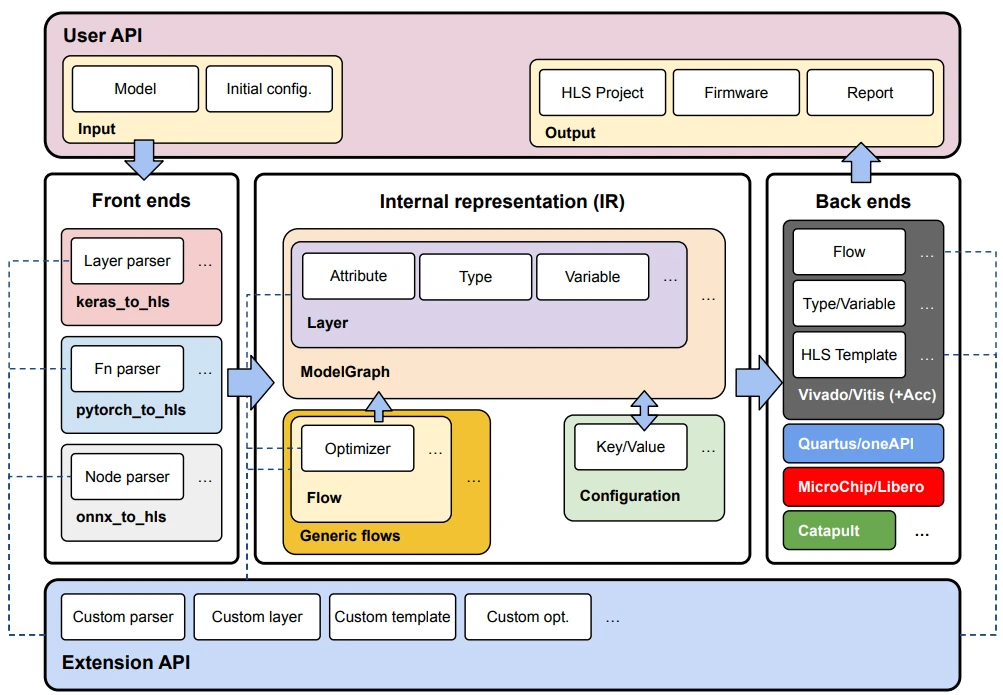 User API
Model
Initial config.
Input
HLS Project
Firmware
Report
Output
Front ends
Layer parser
...
keras_to_hls
Fn parser
...
pytorch_to_hls
Node parser
...
onnx_to_hls
Internal representation (IR)
Attribute
Type
Variable
...
Layer
...
ModelGraph
Optimizer
...
Flow
...
Generic flows
Key/Value
...
Configuration
Back ends
Flow
...
Type/Variable
...
HLS Template
...
Vivado/Vitis (+Acc)
Quartus/oneAPI
MicroChip/Libero
Catapult
...
Custom parser
Custom layer
Custom template
Custom opt.
...
Extension API